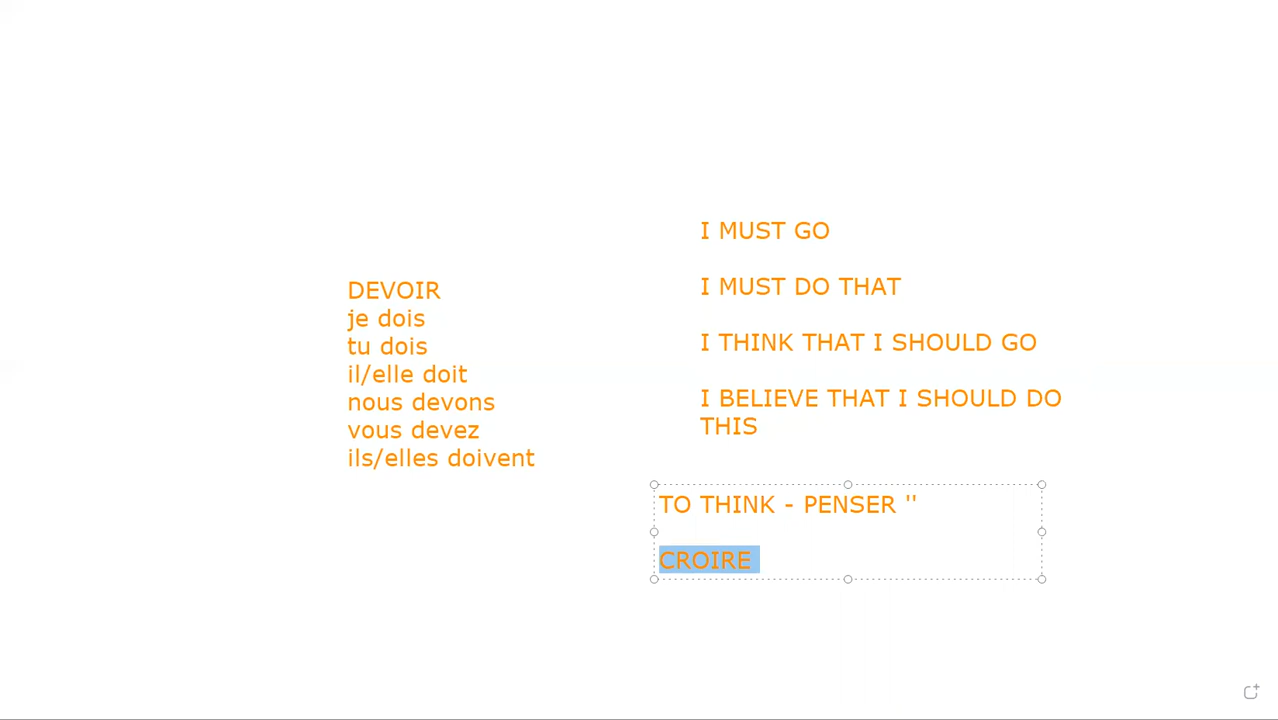 DEVOIR
je dois
tu dois
il/elle doit
nous devons
vous devez
ils/elles doivent
I MUST GO
I MUST DO THAT
I THINK THAT I SHOULD GO
I BELIEVE THAT I SHOULD DO
THIS
TO THINK - PENSER ''
CROIRE